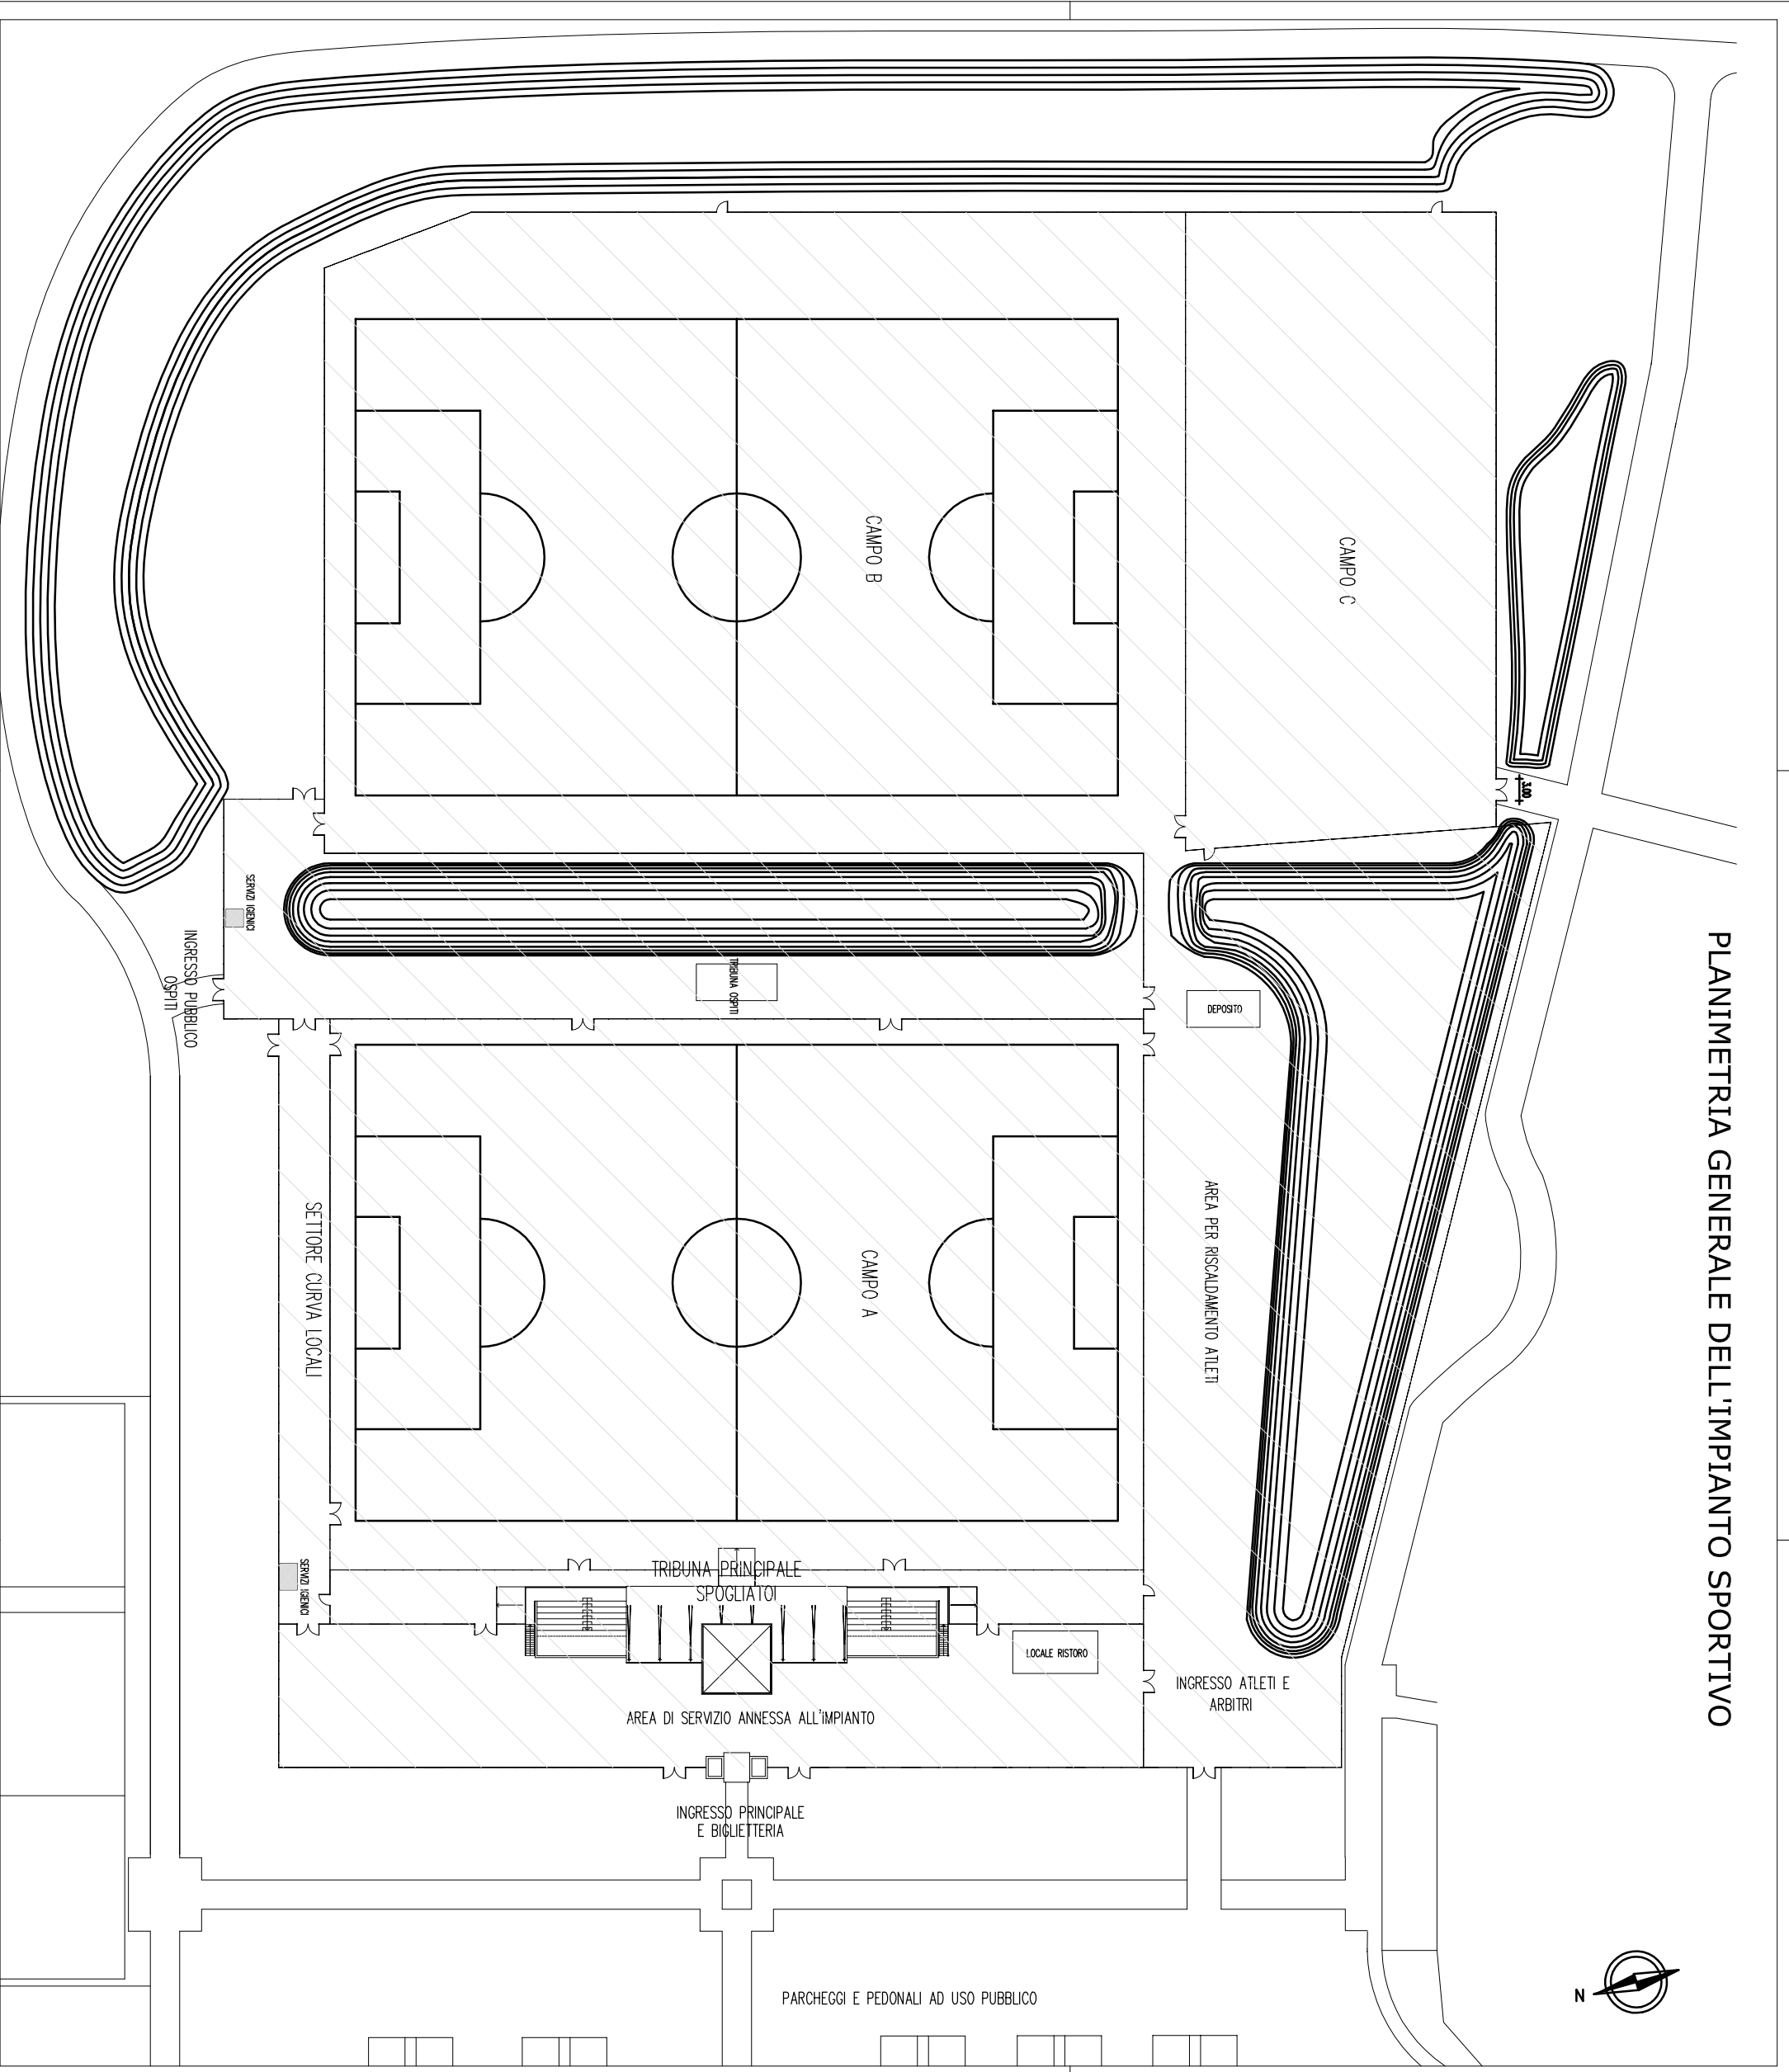 PLANIMETRIA GENERALE DELL'IMPIANTO SPORTIVO
CAMPO B
CAMPO C
3.00
SERVIZI IGIENICI
INGRESSO PUBBLICO
OSPITI
TRIBUNA OSPITI
DEPOSITO
SETTORE CURVA LOCALI
CAMPO A
AREA PER RISCALDAMENTO ATLETI
SERVIZI IGIENICI
TRIBUNA PRINCIPALE
SPOGLIATOI
LOCALE RISTORO
INGRESSO ATLETI E
ARBITRI
AREA DI SERVIZIO ANNESSA ALL'IMPIANTO
INGRESSO PRINCIPALE
E BIGLIETTERIA
PARCHEGGI E PEDONALI AD USO PUBBLICO
N